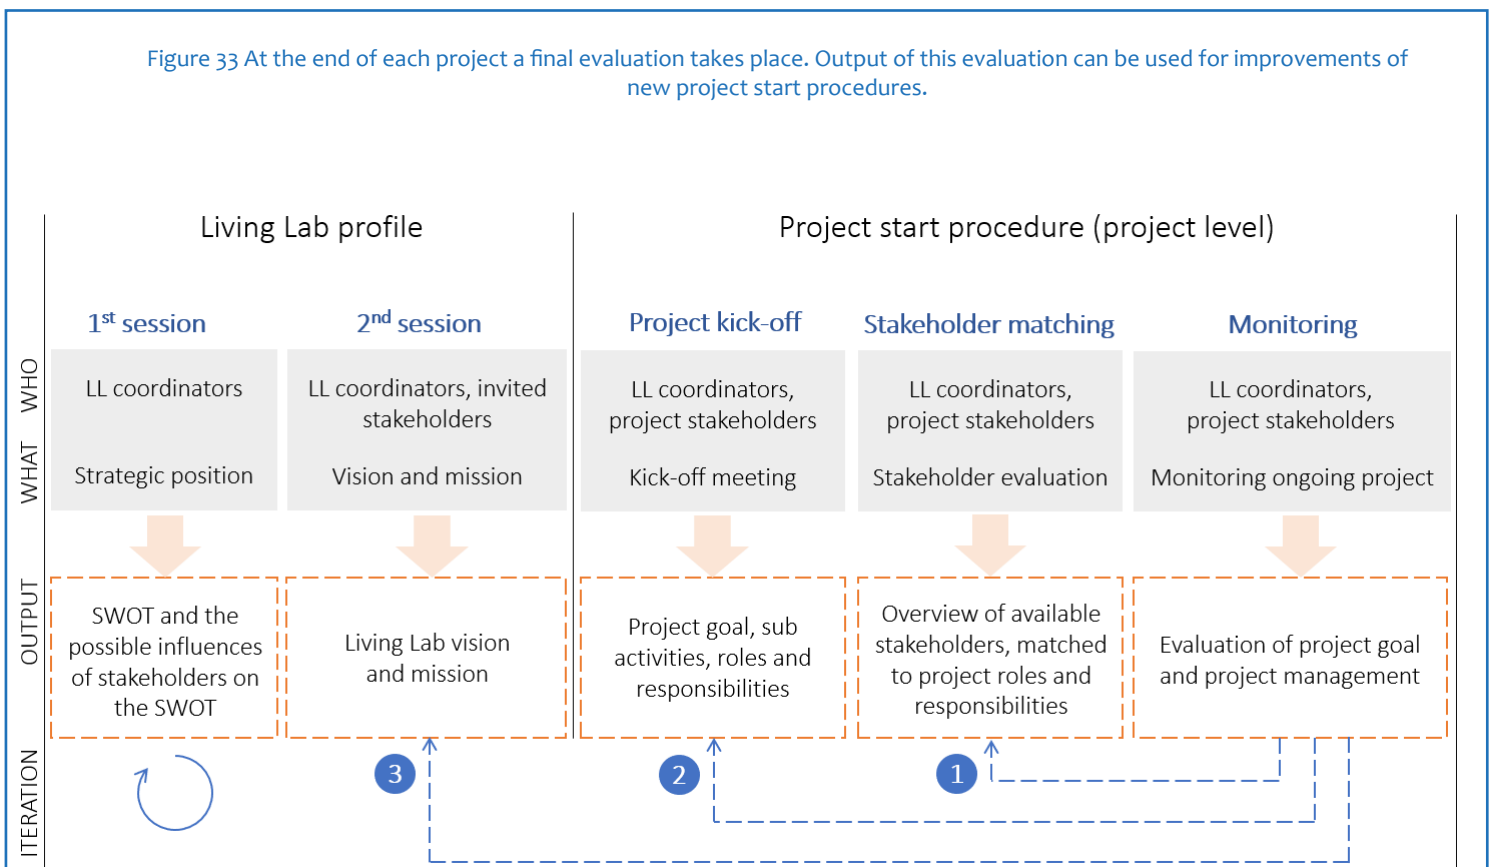 Figure 33 At the end of each project a final evaluation takes place. Output of this evaluation can be used for improvements of
new project start procedures.
Living Lab profile
Project start procedure (project level)
1st session
2nd session
Project kick-off
Stakeholder matching
Monitoring
WHO
LL coordinators
LL coordinators, invited
stakeholders
LL coordinators,
project stakeholders
LL coordinators,
project stakeholders
LL coordinators,
project stakeholders
WHAT
Strategic position
Vision and mission
Kick-off meeting
Stakeholder evaluation
Monitoring ongoing project
OUTPUT
SWOT and the
possible influences
of stakeholders on
the SWOT
Living Lab vision
and mission
Project goal, sub
activities, roles and
responsibilities
Overview of available
stakeholders, matched
to project roles and
responsibilities
Evaluation of project goal
and project management
ITERATION
3
2
1